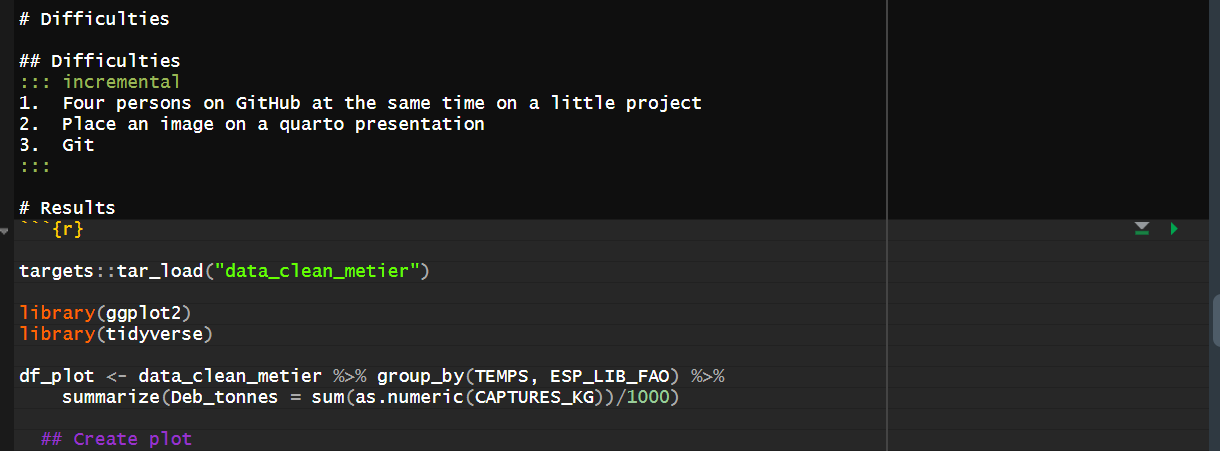 # Difficulties
## Difficulties
::: incremental
1.  Four persons on GitHub at the same time on a little project
2.  Place an image on a quarto presentation
3.  Git
:::
# Results
```{r}
targets::tar_load("data_clean_metier")
library(ggplot2)
library(tidyverse)
df_plot <- data_clean_metier %>% group_by(TEMPS, ESP_LIB_FAO) %>%
    summarize(Deb_tonnes = sum(as.numeric(CAPTURES_KG))/1000)
  ## Create plot